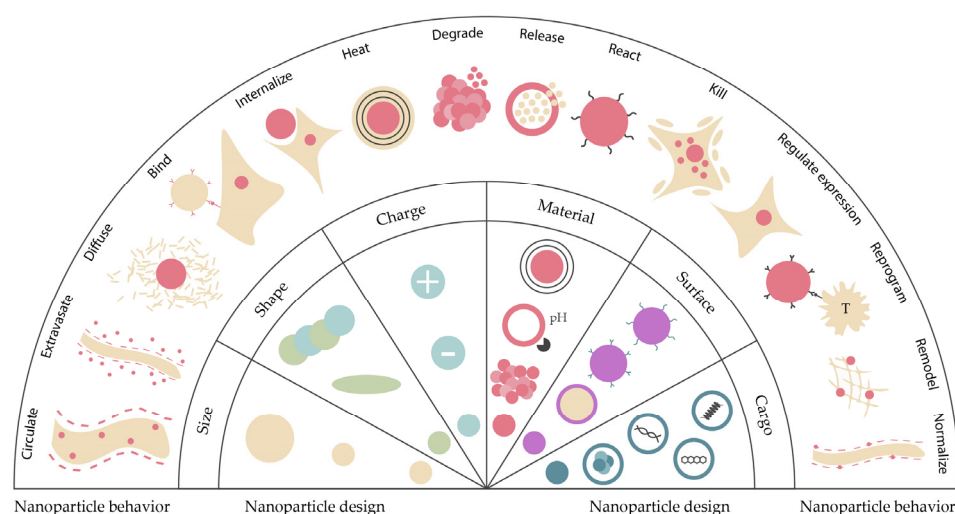 Circulate
Extravasate
Diffuse
Bind
Internalize
Heat
Degrade
Release
React
Kill
Regulate expression
Reprogram
Remodel
Normalize
Size
Shape
Charge
Material
Surface
Cargo
+
-
pH
T
Nanoparticle behavior
Nanoparticle design
Nanoparticle design
Nanoparticle behavior